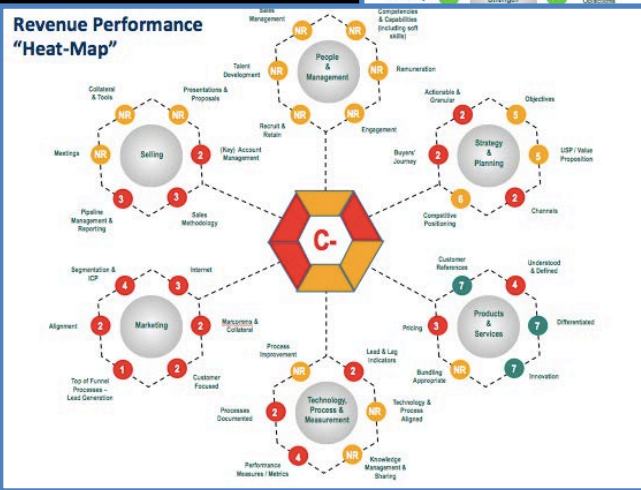 Revenue Performance
“Heat-Map”
Sales
Management
NR
Competencies
& Capabilities
(including soft
skills)
NR
Talent
Development
NR
People
&
Management
NR
Remuneration
Recruit &
Retain
NR
NR
Engagement
Collateral
& Tools
NR
Presentations &
Proposals
NR
Meetings
NR
Selling
2
(Key) Account
Management
3
Pipeline
Management &
Reporting
3
Sales
Methodology
Actionable &
Granular
2
Objectives
5
Buyers'
Journey
2
Strategy
&
Planning
5
USP / Value
Proposition
6
Competitive
Positioning
2
Channels
C-
Segmentation &
ICP
4
Internet
3
Alignment
2
Marketing
2
Marcomms &
Collateral
1
Top of Funnel
Processes –
Lead Generation
2
Customer
Focused
Customer
References
7
Understood
& Defined
4
Pricing
3
Products
&
Services
7
Differentiated
Bundling
Appropriate
NR
7
Innovation
Process
Improvement
NR
Lead & Lag
Indicators
2
Processes
Documented
2
Technology,
Process &
Measurement
NR
Technology &
Process
Aligned
4
Performance
Measures / Metrics
NR
Knowledge
Management &
Sharing